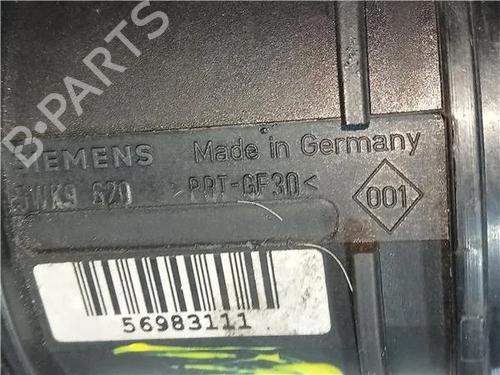 B-PARTS
SIEMENS Made in Germany
5WK9 620 >PBT-GF30<
001
56983111